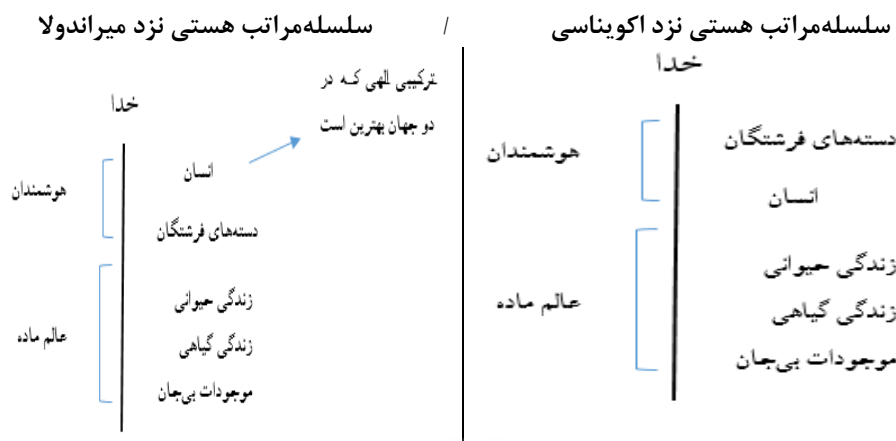 سلسله‌مراتب هستی نزد اکویناسی / سلسله‌مراتب هستی نزد میراندولا
خدا
دسته‌های فرشتگان
هوشمندان
انسان
زندگی حیوانی
زندگی گیاهی
عالم ماده
موجودات بی‌جان
ترکیبی الهی که در
دو جهان بهترین است
خدا
انسان
هوشمندان
دسته‌های فرشتگان
زندگی حیوانی
زندگی گیاهی
عالم ماده
موجودات بی‌جان